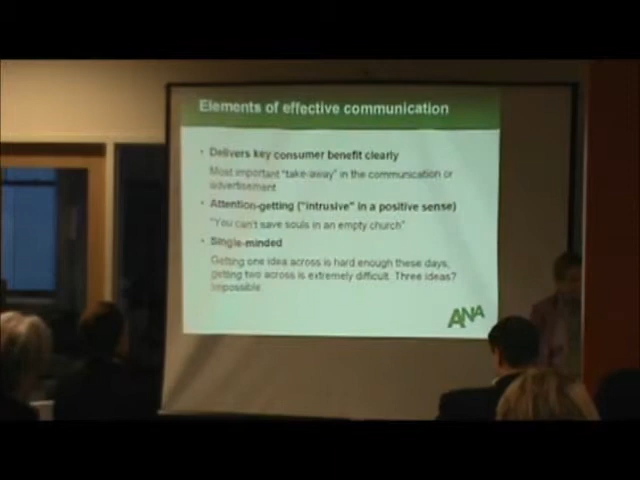 Elements of effective communication
• Delivers key consumer benefit clearly
Most important "take-away" in the communication or
advertisement
• Attention-getting ("intrusive" in a positive sense)
"You can't save souls in an empty church"
• Single-minded
Getting one idea across is hard enough these days,
getting two across is extremely difficult. Three ideas?
Impossible.
ANA